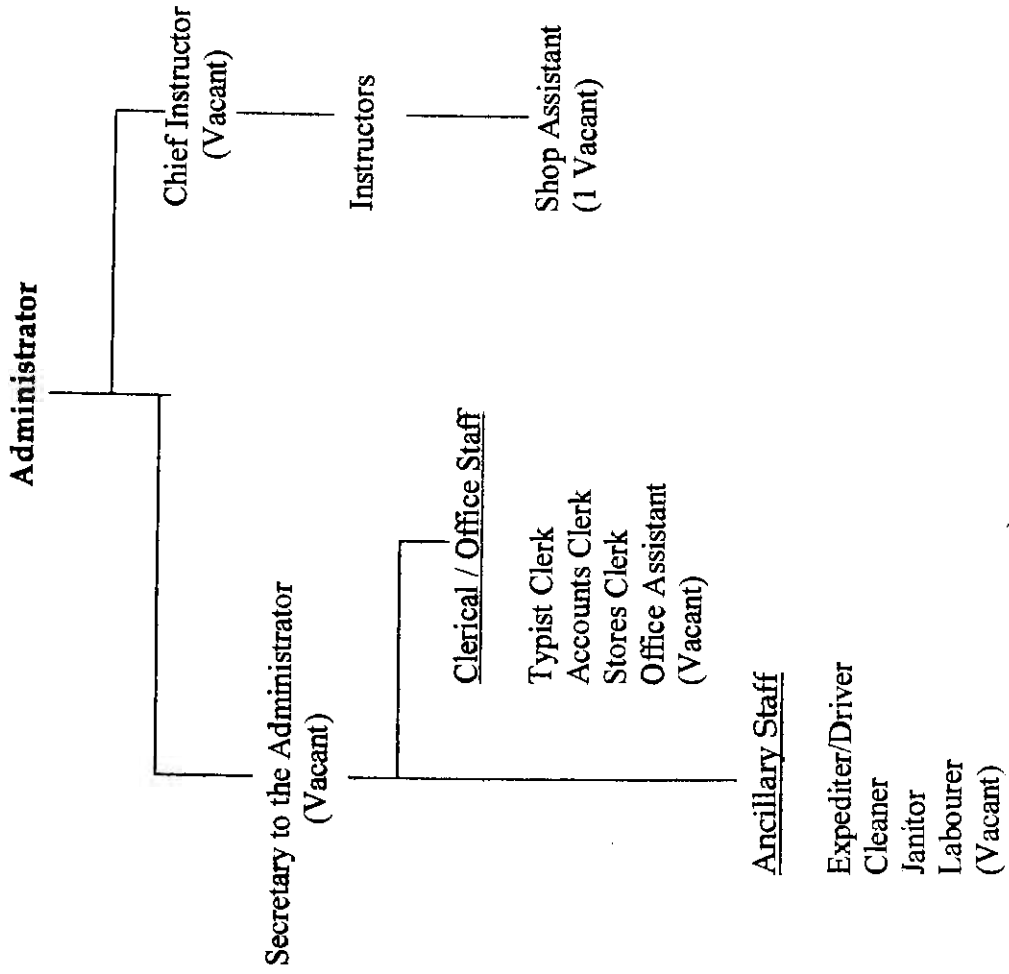 Administrator
Secretary to the Administrator
(Vacant)
Chief Instructor
(Vacant)
Instructors
Shop Assistant
(1 Vacant)
Clerical / Office Staff
Typist Clerk
Accounts Clerk
Stores Clerk
Office Assistant
(Vacant)
Ancillary Staff
Expediter/Driver
Cleaner
Janitor
Labourer
(Vacant)